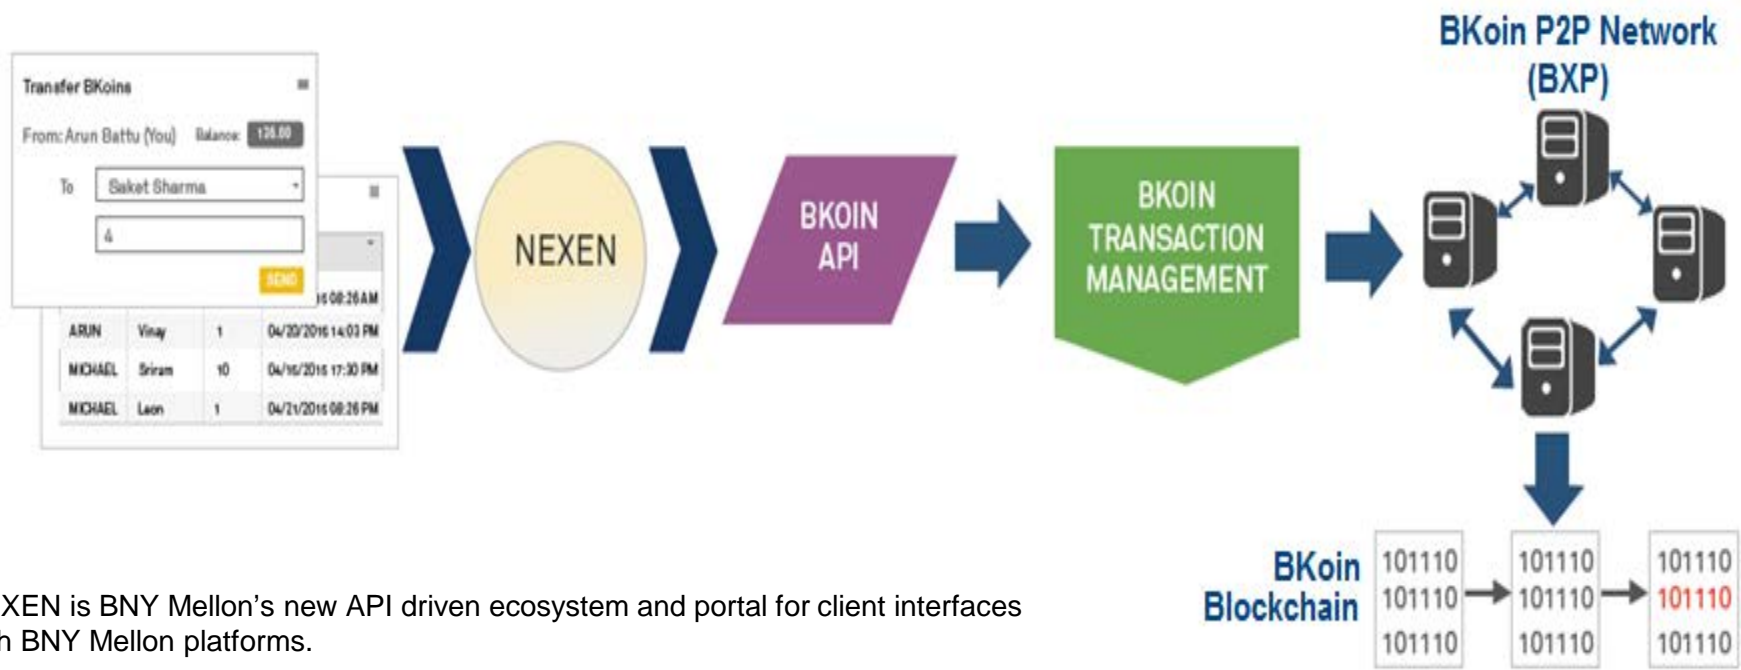 BKoin P2P Network
(BXP)
Transfer BKoins
From: Arun Battu (You) Balance:
To Saket Sharma
4
SEND
08:26 AM
ARUN Vinay 1 04/20/2016 14:03 PM
MICHAEL Sriram 10 04/16/2016 17:30 PM
MICHAEL Leon 1 04/21/2016 08:26 PM
NEXEN
BKOIN
API
BKOIN
TRANSACTION
MANAGEMENT
BKoin
Blockchain
101110
101110
101110
101110
101110
101110
101110
101110
101110
XEN is BNY Mellon’s new API driven ecosystem and portal for client interfaces
h BNY Mellon platforms.